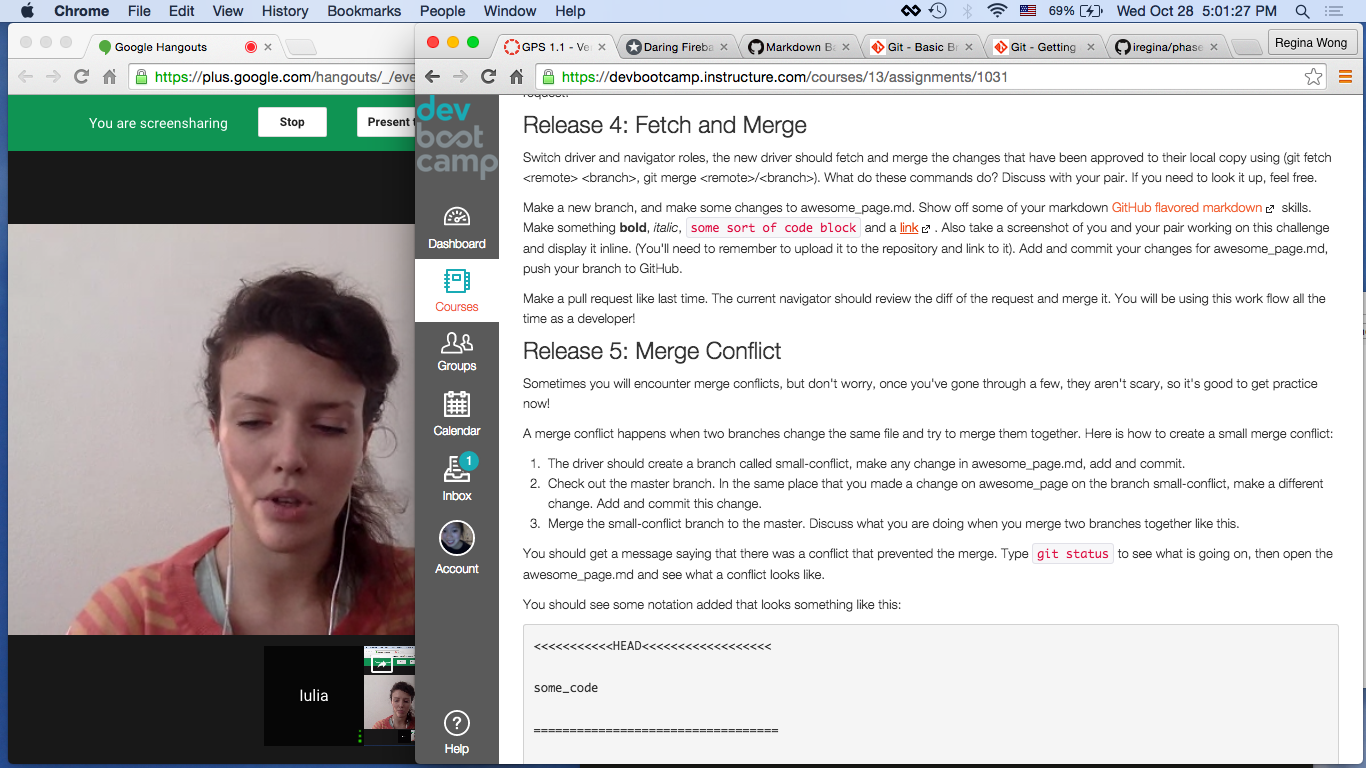 Chrome File Edit View History Bookmarks People Window Help 69% Wed Oct 28 5:01:27 PM
Google Hangouts
https://plus.google.com/hangouts/_/eve
You are screensharing
Stop
Present t
Iulia
GPS 1.1 - Ve
Daring Fireba
Markdown Ba
Git - Basic Br
Git - Getting
iregina/phase
Regina Wong
https://devbootcamp.instructure.com/courses/13/assignments/1031
dev
boot
camp
Dashboard
Courses
Groups
Calendar
1
Inbox
Account
Help
request.
Release 4: Fetch and Merge
Switch driver and navigator roles, the new driver should fetch and merge the changes that have been approved to their local copy using (git fetch
<remote> <branch>, git merge <remote>/<branch>). What do these commands do? Discuss with your pair. If you need to look it up, feel free.
Make a new branch, and make some changes to awesome_page.md. Show off some of your markdown GitHub flavored markdown skills.
Make something bold, italic, some sort of code block and a link . Also take a screenshot of you and your pair working on this challenge
and display it inline. (You'll need to remember to upload it to the repository and link to it). Add and commit your changes for awesome_page.md,
push your branch to GitHub.
Make a pull request like last time. The current navigator should review the diff of the request and merge it. You will be using this work flow all the
time as a developer!
Release 5: Merge Conflict
Sometimes you will encounter merge conflicts, but don't worry, once you've gone through a few, they aren't scary, so it's good to get practice
now!
A merge conflict happens when two branches change the same file and try to merge them together. Here is how to create a small merge conflict:
1. The driver should create a branch called small-conflict, make any change in awesome_page.md, add and commit.
2. Check out the master branch. In the same place that you made a change on awesome_page on the branch small-conflict, make a different
change. Add and commit this change.
3. Merge the small-conflict branch to the master. Discuss what you are doing when you merge two branches together like this.
You should get a message saying that there was a conflict that prevented the merge. Type git status to see what is going on, then open the
awesome_page.md and see what a conflict looks like.
You should see some notation added that looks something like this:
<<<<<<<<<<<HEAD<<<<<<<<<<<<<<<<<<
some_code
==================================